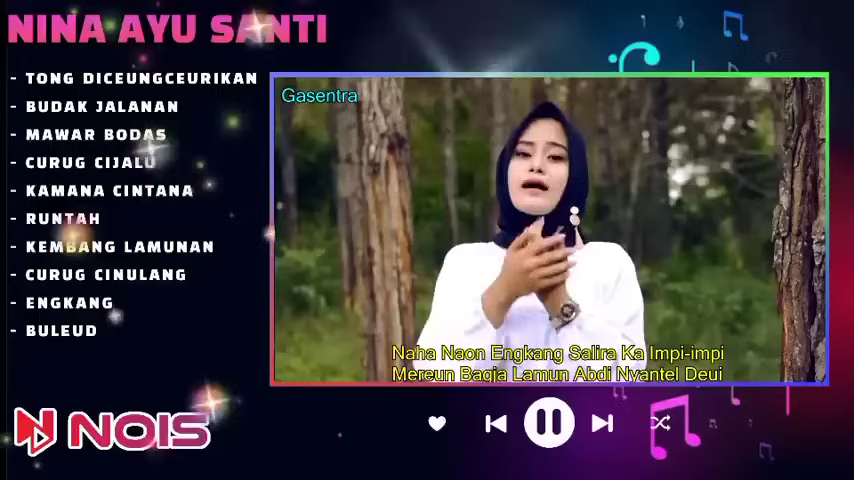 NINA AYU SANTI
- TONG DICEUNGCEURIKAN
- BUDAK JALANAN
- MAWAR BODAS
- CURUG CIJALU
- KAMANA CINTANA
- RUNTAH
- KEMBANG LAMUNAN
- CURUG CINULANG
- ENGKANG
- BULEUD
Gasentra
Naha Naon Engkang Salira Ka Impi-impi
Mereun Bagja Lamun Abdi Nyantel Deui
NOIS